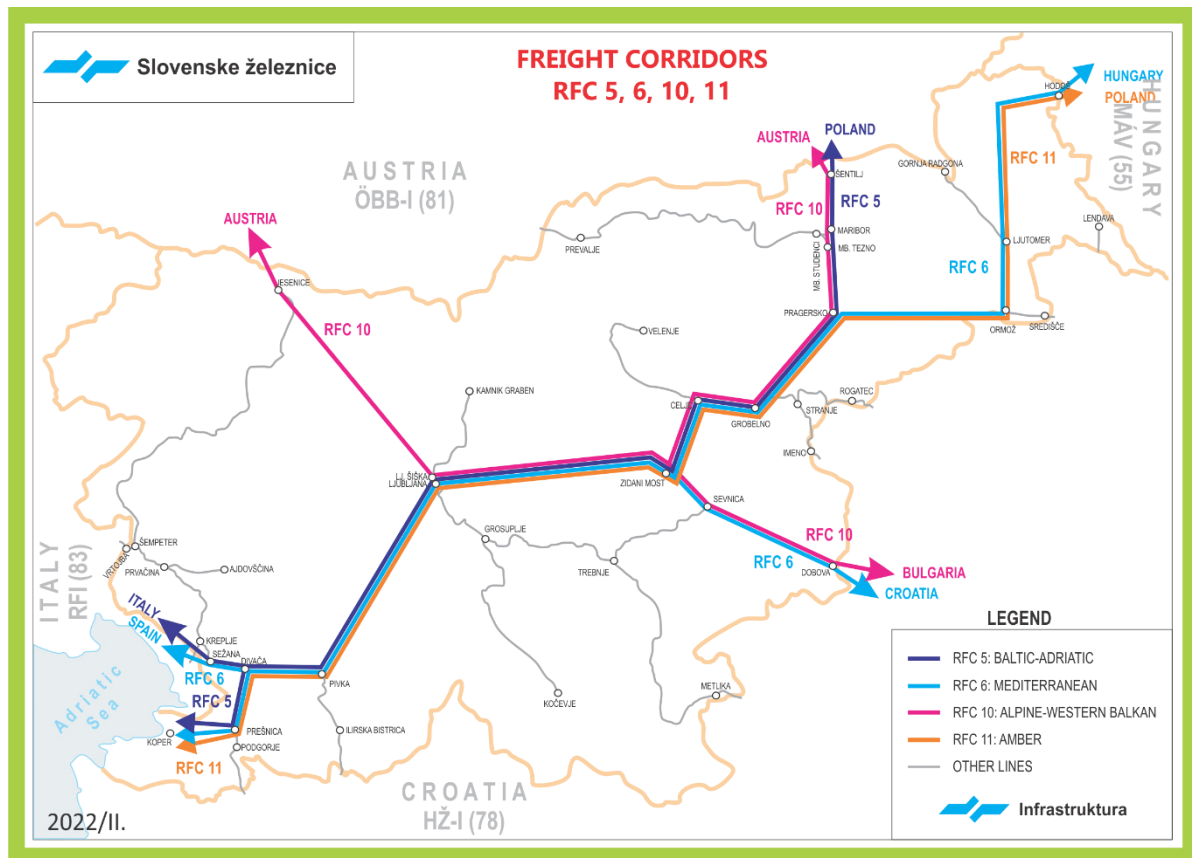 Slovenske železnice
FREIGHT CORRIDORS
RFC 5, 6, 10, 11
HUNGARY
HODOŠ
POLAND
HUNGARY
MÁV (55)
AUSTRIA
POLAND
AUSTRIA
ÖBB-I (81)
ŠENTILJ
GORNJA RADGONA
RFC 11
RFC 10
RFC 5
AUSTRIA
LENDAVA
MARIBOR
PREVALJE
MB. STUDENCI
MB. TEZNO
LJUTOMER
RFC 6
JESENICE
PRAGERSKO
ORMOŽ
SREDIŠČE
RFC 10
VELENJE
KAMNIK GRABEN
ROGATEC
CELJE
STRANJE
GROBELNO
IMENO
LJ. ŠIŠKA
LJUBLJANA
ZIDANI MOST
SEVNICA
GROSUPLJE
ŠEMPETER
VRTOJBA
PRVAČINA
AJDOVŠČINA
TREBNJE
RFC 10
RFC 6
DOBOVA
BULGARIA
CROATIA
ITALY
RFI (83)
ITALY
SPAIN
KREPLJE
SEŽANA
DIVAČA
RFC 6
PIVKA
RFC 5
METLIKA
KOČEVJE
Adriatic
Sea
KOPER
PREŠNICA
ILIRSKA BISTRICA
PODGORJE
RFC 11
CROATIA
HŽ-I (78)
LEGEND
RFC 5: BALTIC-ADRIATIC
RFC 6: MEDITERRANEAN
RFC 10: ALPINE-WESTERN BALKAN
RFC 11: AMBER
OTHER LINES
Infrastruktura
2022/II.